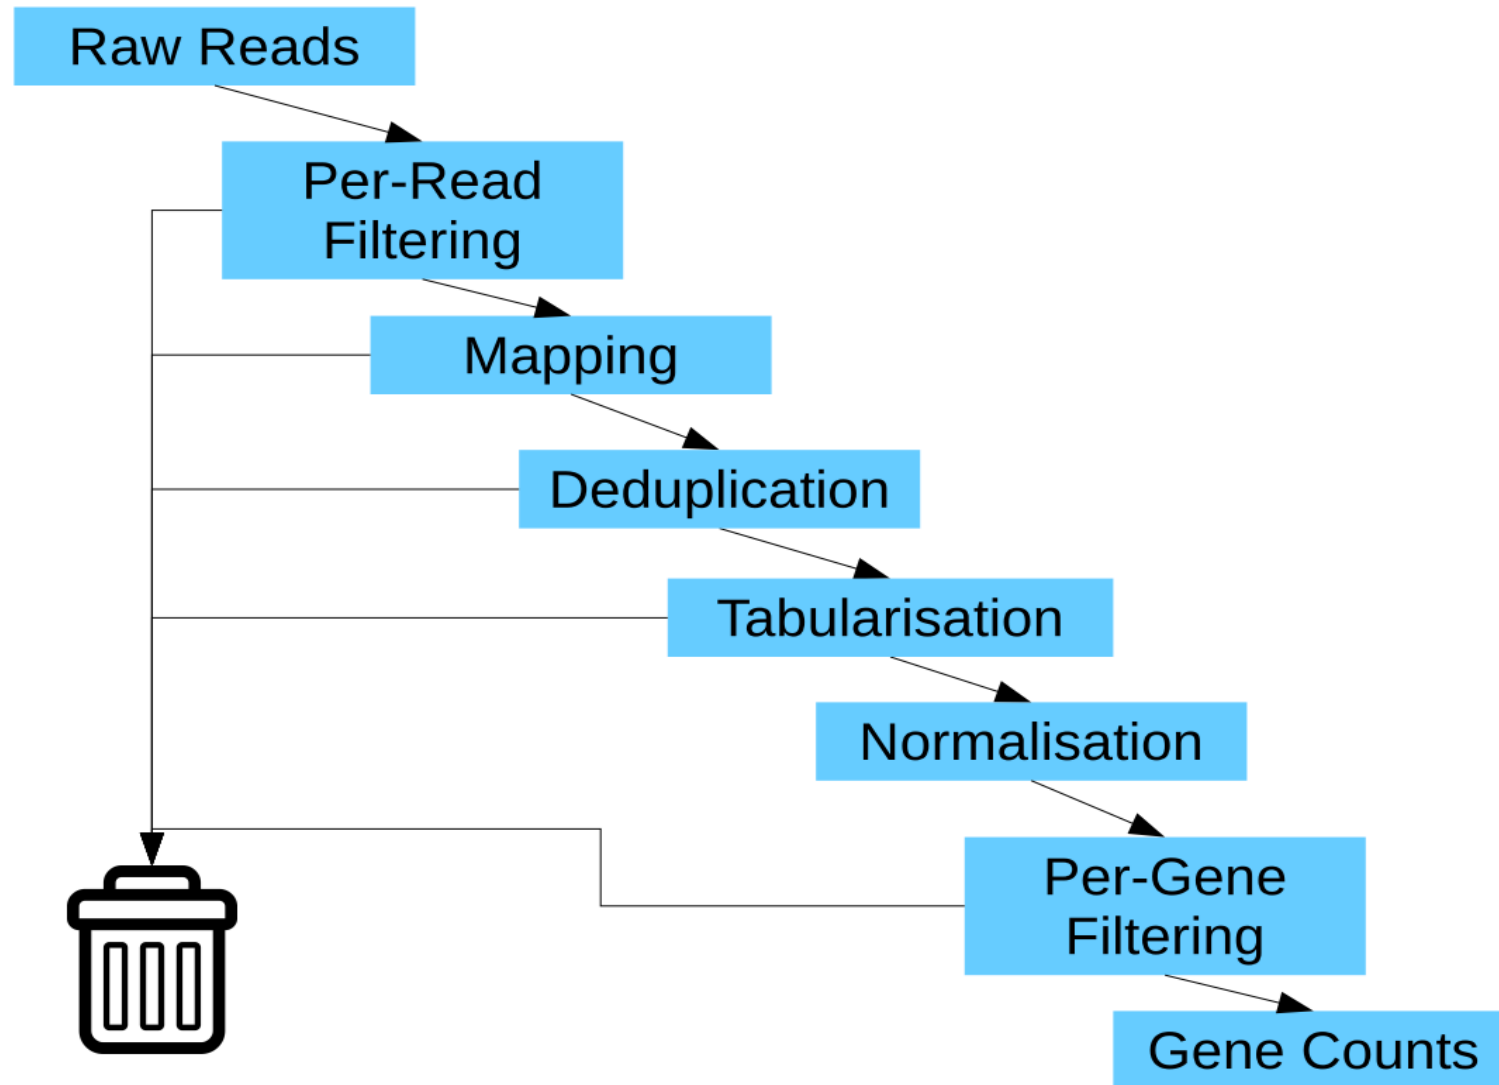 Raw Reads
Per-Read
Filtering
Mapping
Deduplication
Tabularisation
Normalisation
Per-Gene
Filtering
Gene Counts